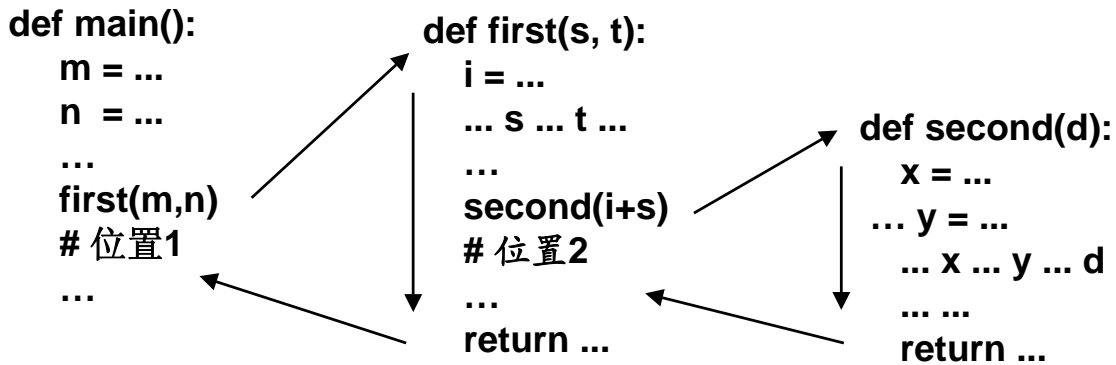 def main():
m = ...
n = ...
…
first(m,n)
# 位置1
…
def first(s, t):
i = ...
... s ... t ...
…
second(i+s)
# 位置2
…
return ...
def second(d):
x = ...
… y = ...
... x ... y ... d
... ...
return ...